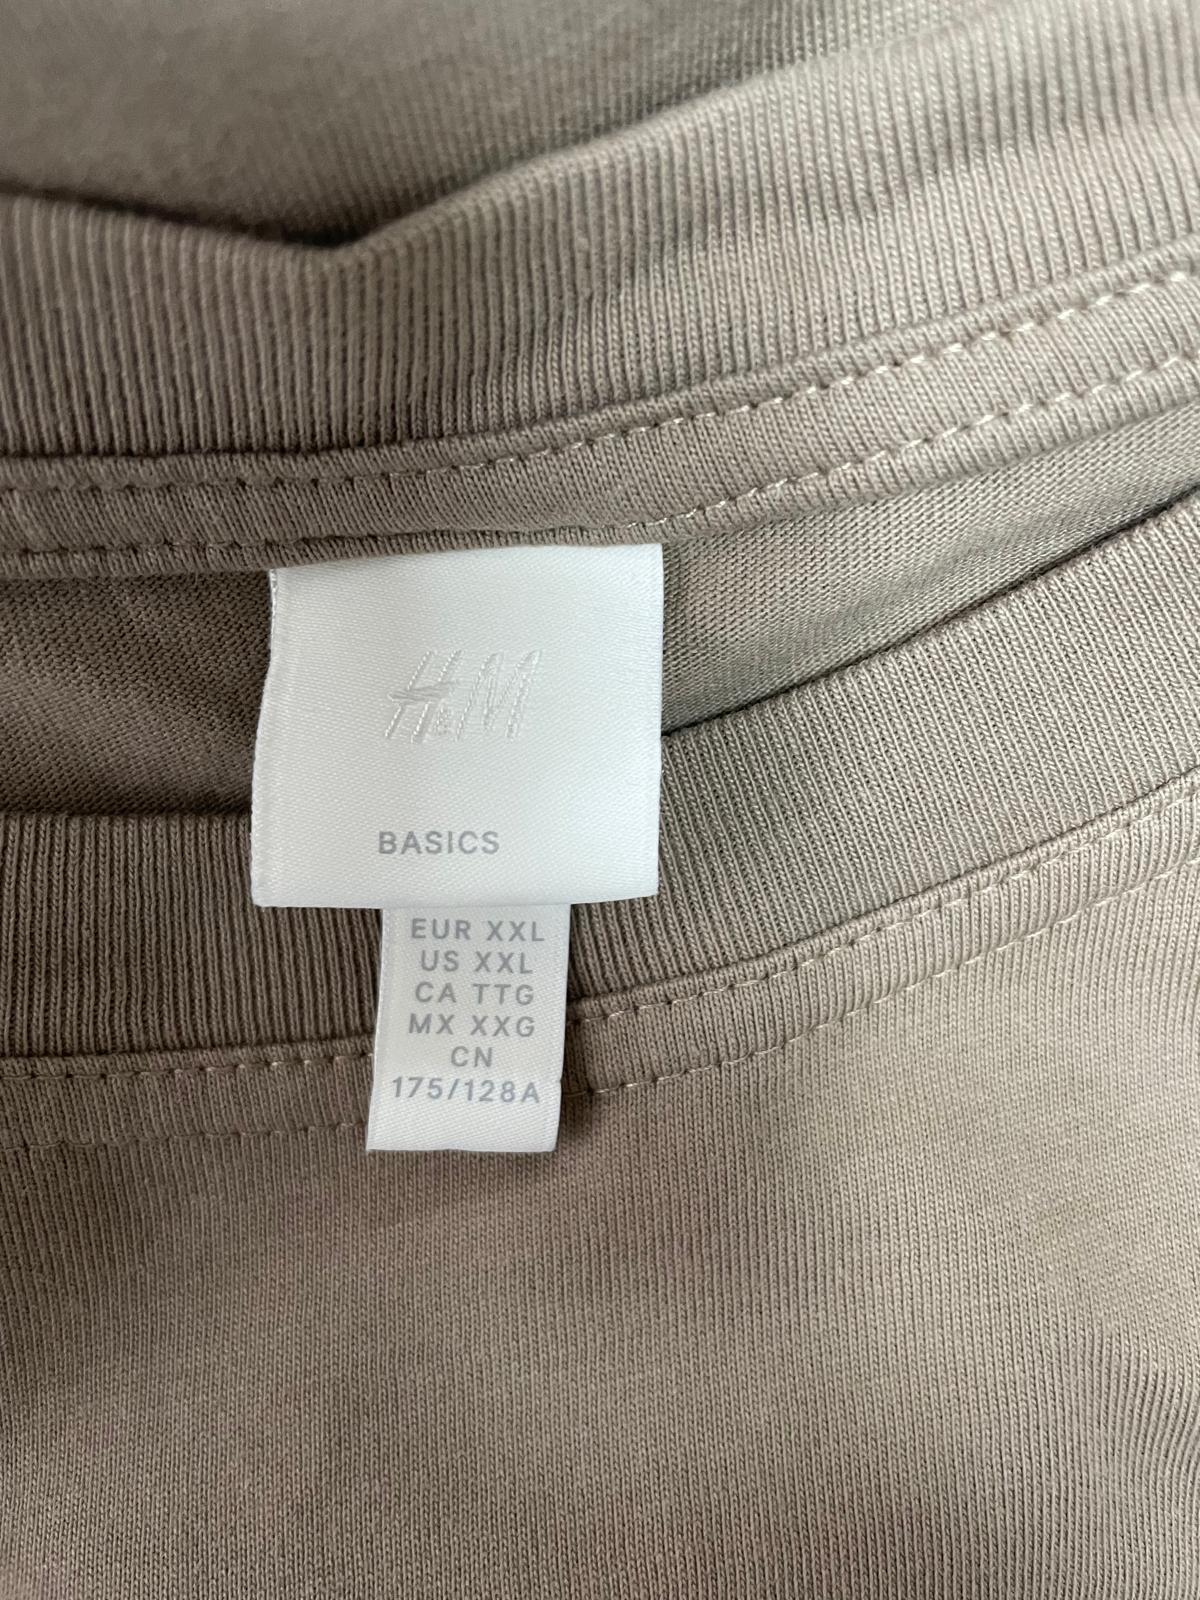 H&M
BASICS
EUR XXL
US XXL
CA TTG
MX XXG
CN
175/128A